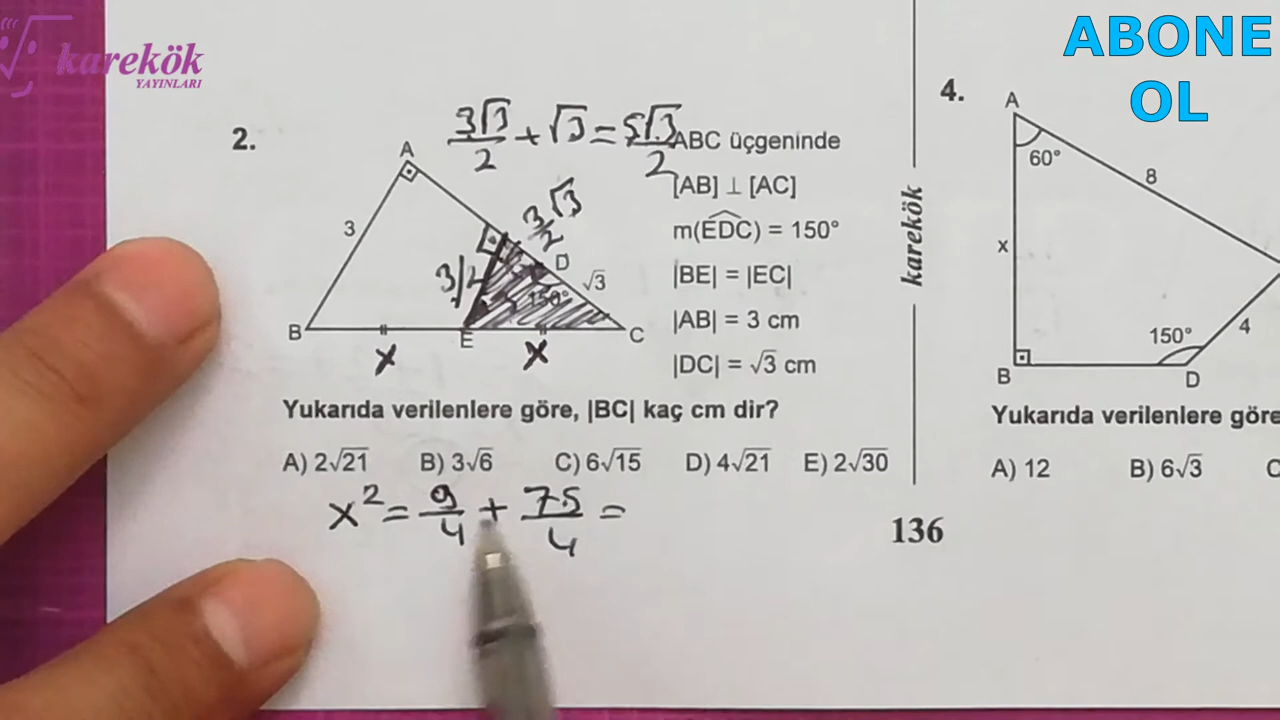 karekök
YAYINLARI
ABONE
OL
2.
3√3/2 + √3 = 5√3/2
A
3
3/2
3√3/2
D
√3
150°
B
E
C
x
x
ABC üçgeninde
[AB] ⊥ [AC]
m(EDC) = 150°
|BE| = |EC|
|AB| = 3 cm
|DC| = √3 cm
Yukarıda verilenlere göre, |BC| kaç cm dir?
A) 2√21 B) 3√6 C) 6√15 D) 4√21 E) 2√30
x² = 9/4 + 75/4 =
karekök
136
4.
A
60°
8
x
150°
4
B
D
Yukarıda verilenlere göre
A) 12 B) 6√3 C